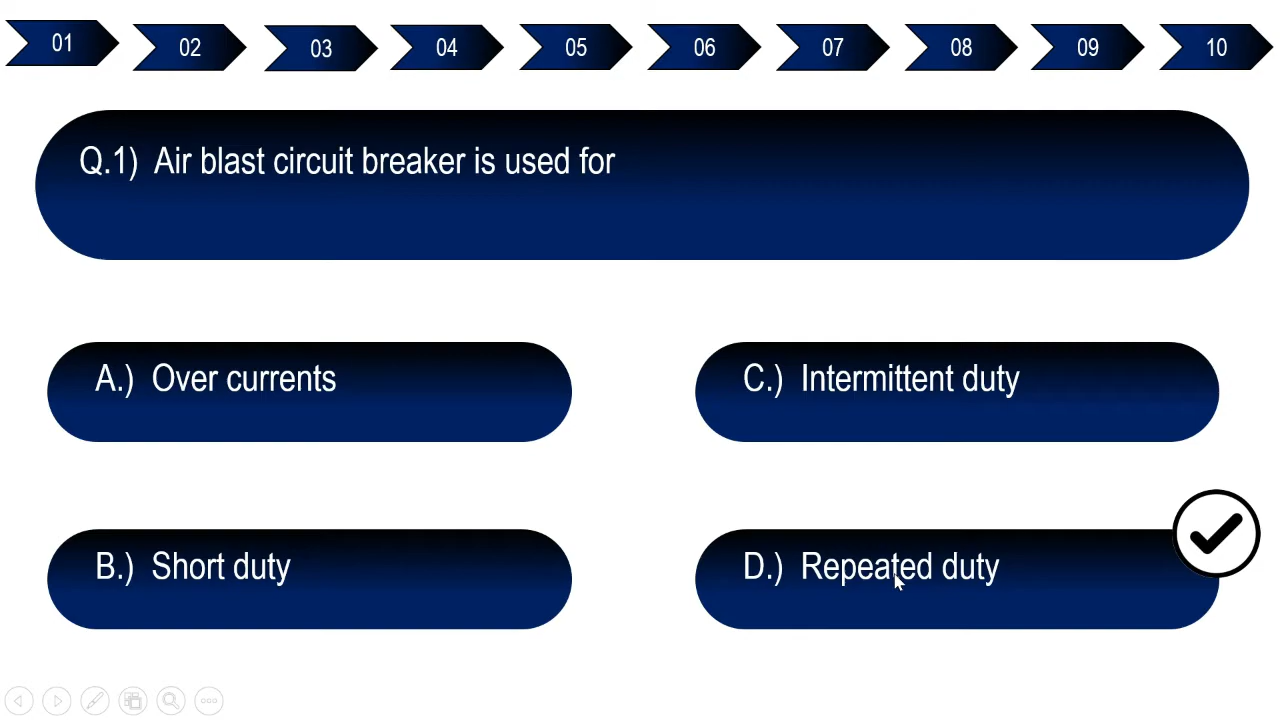 01
02
03
04
05
06
07
08
09
10
Q.1) Air blast circuit breaker is used for
A.) Over currents
C.) Intermittent duty
B.) Short duty
D.) Repeated duty